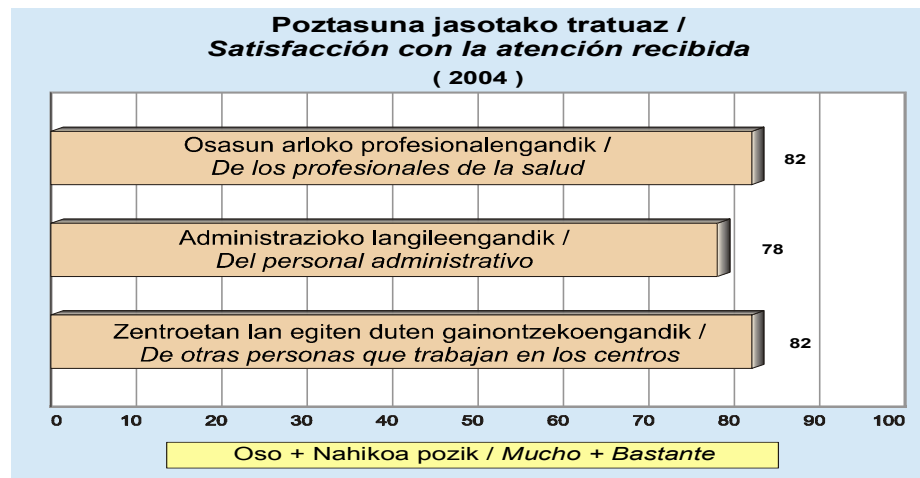 Poztasuna jasotako tratuaz /
Satisfacción con la atención recibida
( 2004 )
Osasun arloko profesionalengandik /
De los profesionales de la salud
82
Administrazioko langileengandik /
Del personal administrativo
78
Zentroetan lan egiten duten gainontzekoengandik /
De otras personas que trabajan en los centros
82
0 10 20 30 40 50 60 70 80 90 100
Oso + Nahikoa pozik / Mucho + Bastante